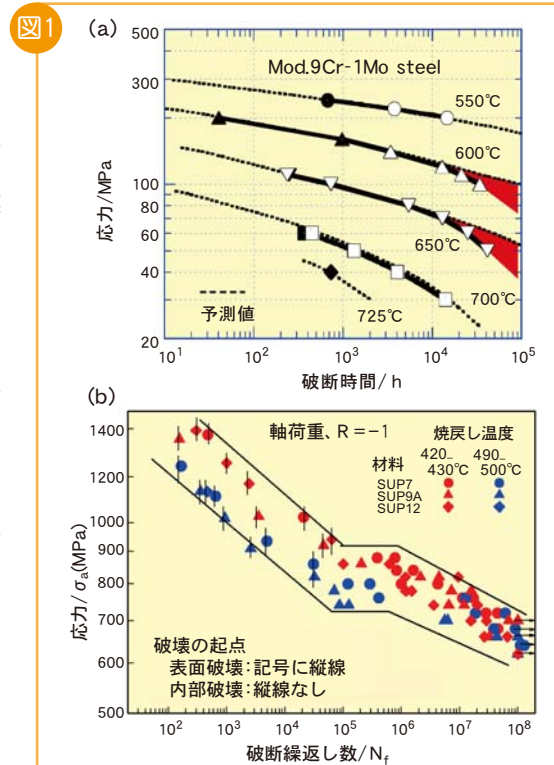 図1
(a)
500
300
100
80
60
40
20
応力/MPa
Mod.9Cr-1Mo steel
550℃
600℃
650℃
700℃
725℃
予測値
10¹ 10² 10³ 10⁴ 10⁵
破断時間/h
(b)
1400
1200
1000
900
800
700
600
500
応力/σa(MPa)
軸荷重、R=−1
焼戻し温度
材料 420–430℃ 490–500℃
SUP7
SUP9A
SUP12
破壊の起点
表面破壊:記号に縦線
内部破壊:縦線なし
10² 10³ 10⁴ 10⁵ 10⁶ 10⁷ 10⁸
破断繰返し数/Nf